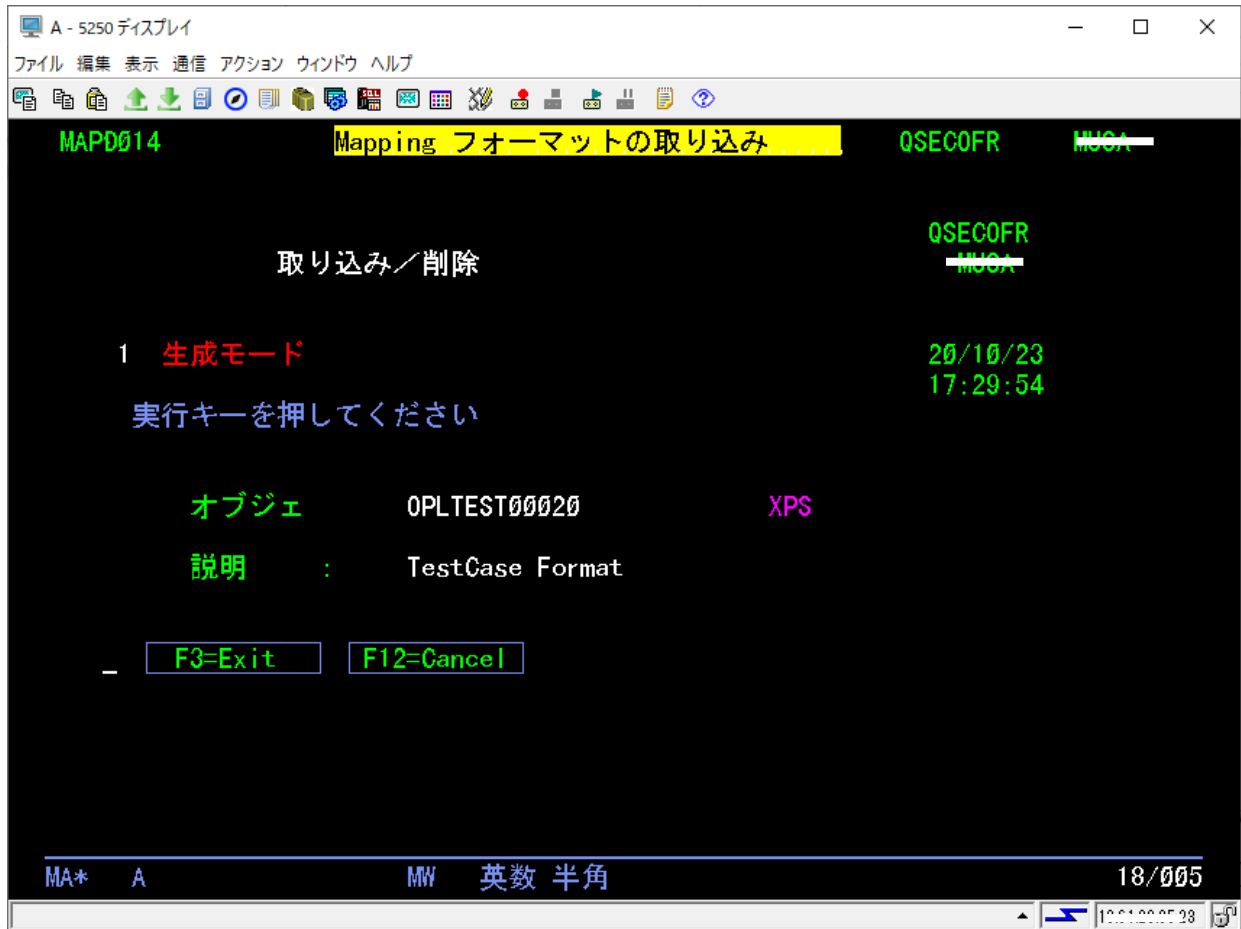 A - 5250 ディスプレイ
ファイル 編集 表示 通信 アクション ウィンドウ ヘルプ
MAPD014 Mapping フォーマットの取り込み QSECOFR
QSECOFR
取り込み／削除
1 生成モード 20/10/23
17:29:54
実行キーを押してください
オブジェ OPLTEST00020 XPS
説明 : TestCase Format
F3=Exit F12=Cancel
MA* A MW 英数 半角 18/005